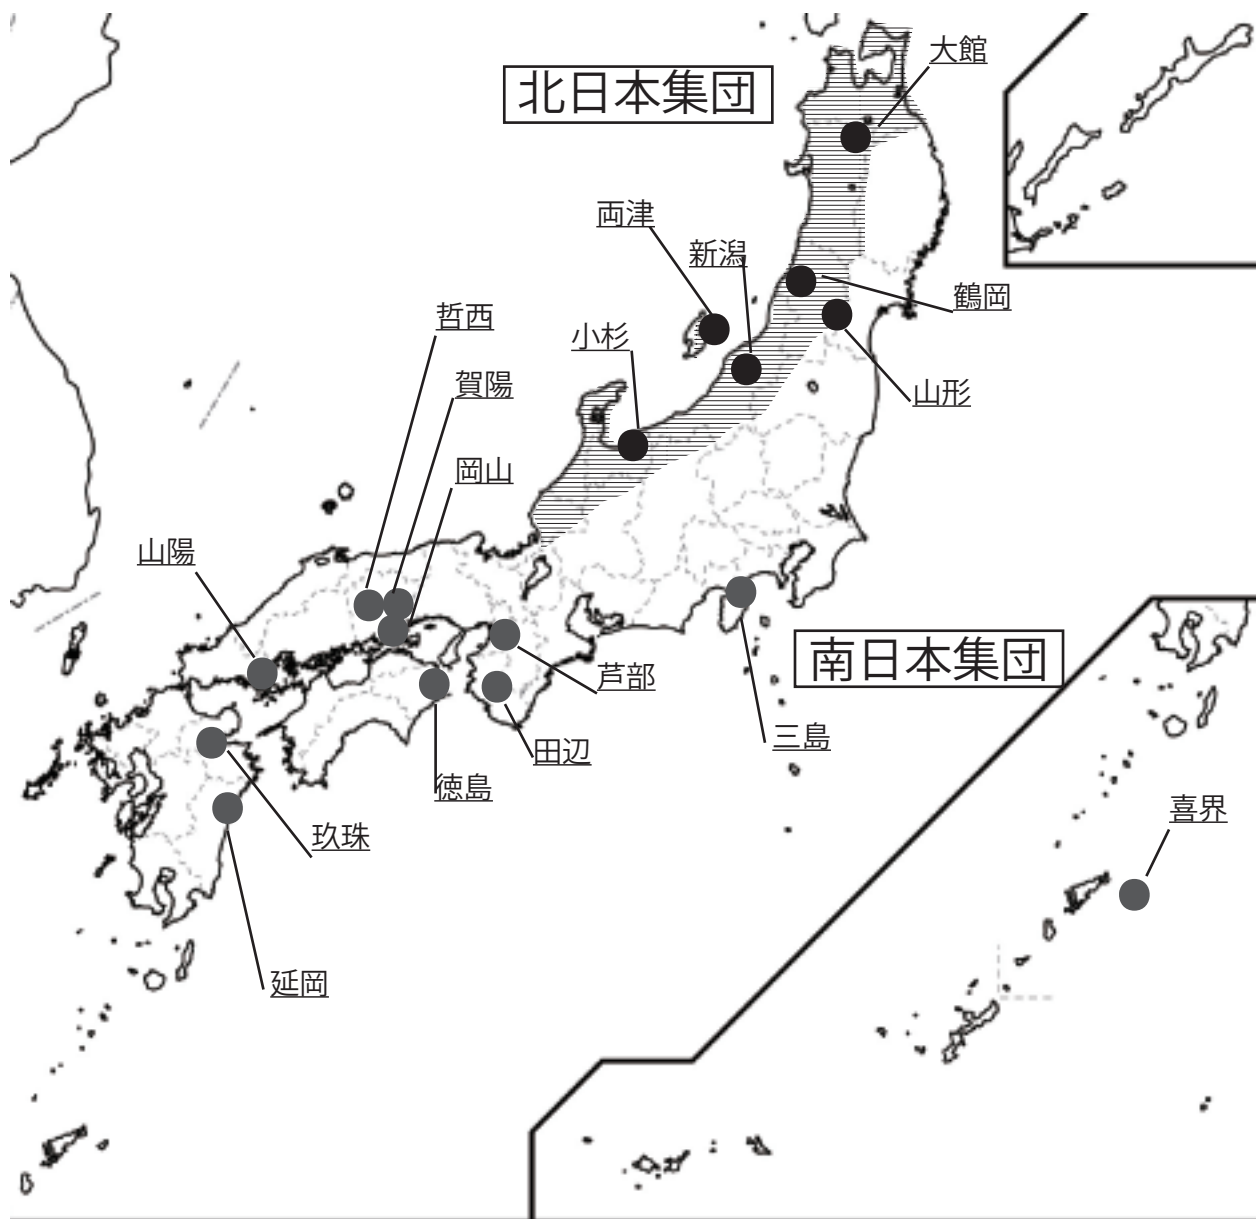 大館
北日本集団
両津
新潟
鶴岡
哲西
小杉
賀陽
山形
岡山
山陽
南日本集団
芦部
三島
田辺
徳島
喜界
玖珠
延岡